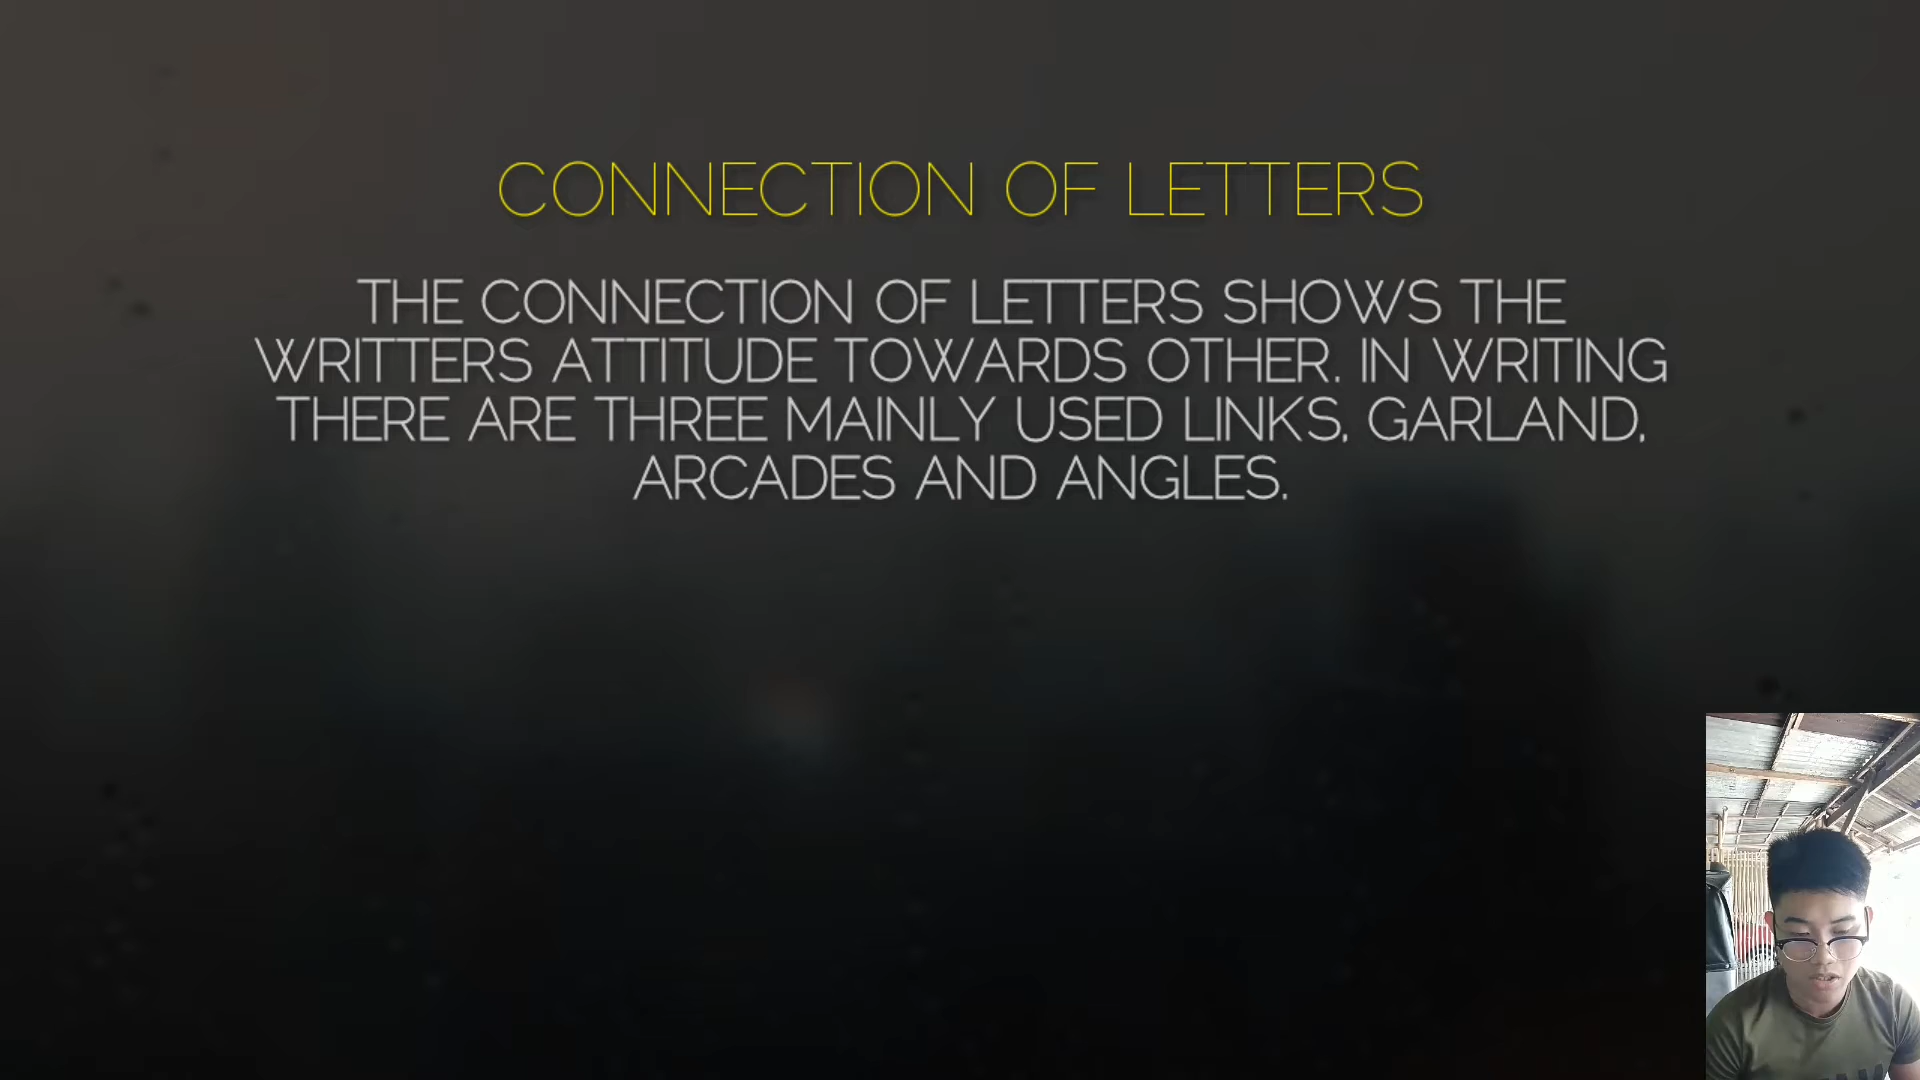 CONNECTION OF LETTERS
THE CONNECTION OF LETTERS SHOWS THE
WRITTERS ATTITUDE TOWARDS OTHER. IN WRITING
THERE ARE THREE MAINLY USED LINKS, GARLAND,
ARCADES AND ANGLES.